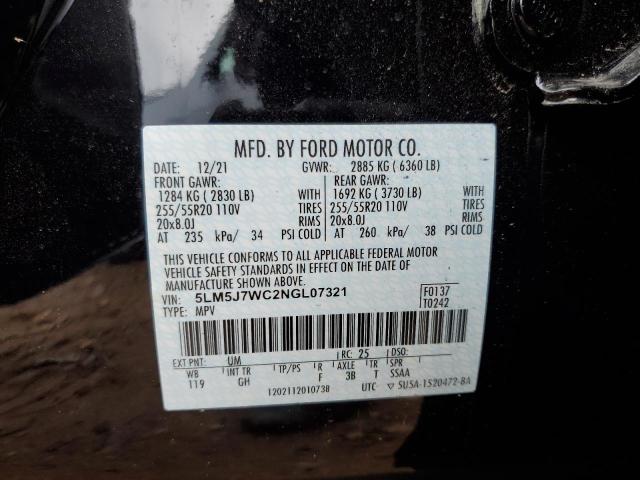 MFD. BY FORD MOTOR CO.
DATE: 12/21 GVWR: 2885 KG ( 6360 LB)
FRONT GAWR: REAR GAWR:
1284 KG ( 2830 LB) WITH 1692 KG ( 3730 LB) WITH
255/55R20 110V TIRES 255/55R20 110V TIRES
20x8.0J RIMS 20x8.0J RIMS
AT 235 kPa/ 34 PSI COLD AT 260 kPa/ 38 PSI COLD
THIS VEHICLE CONFORMS TO ALL APPLICABLE FEDERAL MOTOR
VEHICLE SAFETY STANDARDS IN EFFECT ON THE DATE OF
MANUFACTURE SHOWN ABOVE.
VIN: 5LM5J7WC2NGL07321 F0137
TYPE: MPV T0242
EXT PNT: UM RC: 25 DSO:
WB INT TR TP/PS R AXLE TR SPR
119 GH F 3B T SSAA
1202112010738 UTC ▽ 5U5A-1520472-BA